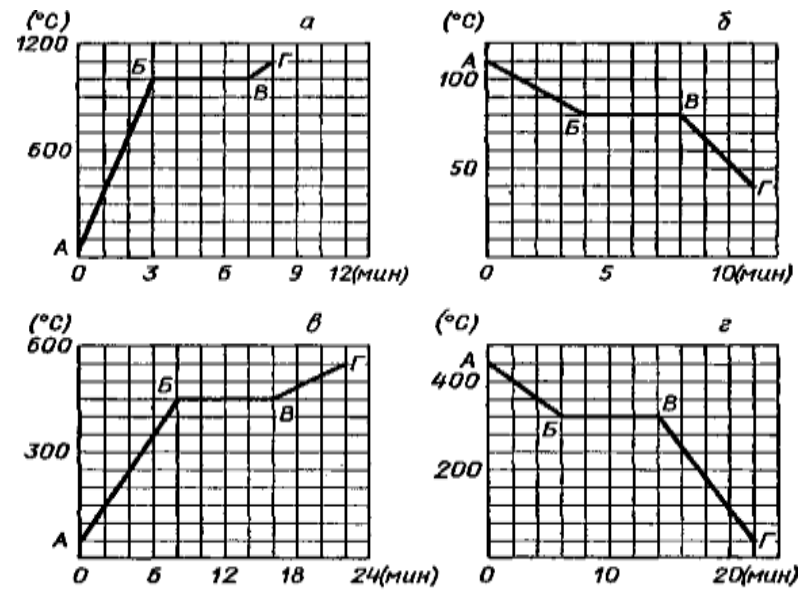 (°C) а
1200
600
0 3 6 9 12(мин)
А Б В Г
(°C) б
100
50
0 5 10(мин)
А Б В Г
(°C) в
600
300
0 6 12 18 24(мин)
А Б В Г
(°C) г
400
200
0 10 20(мин)
А Б В Г